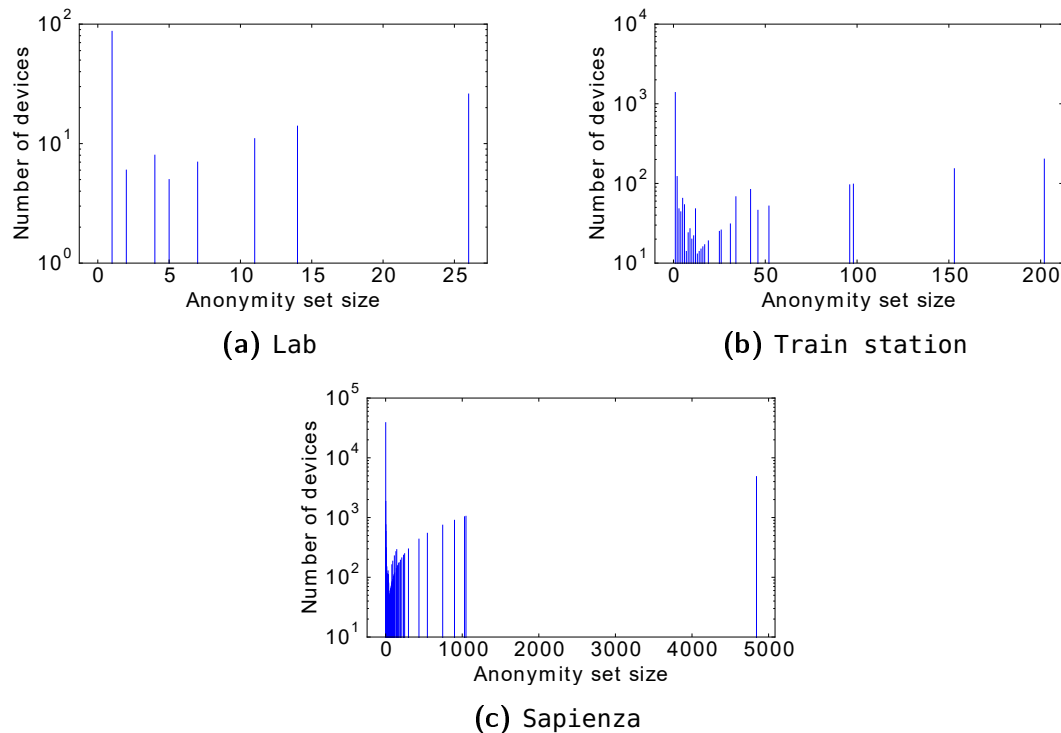 10^2
10^1
10^0
Number of devices
0 5 10 15 20 25
Anonymity set size
(a) Lab
10^4
10^3
10^2
10^1
Number of devices
0 50 100 150 200
Anonymity set size
(b) Train station
10^5
10^4
10^3
10^2
10^1
Number of devices
0 1000 2000 3000 4000 5000
Anonymity set size
(c) Sapienza